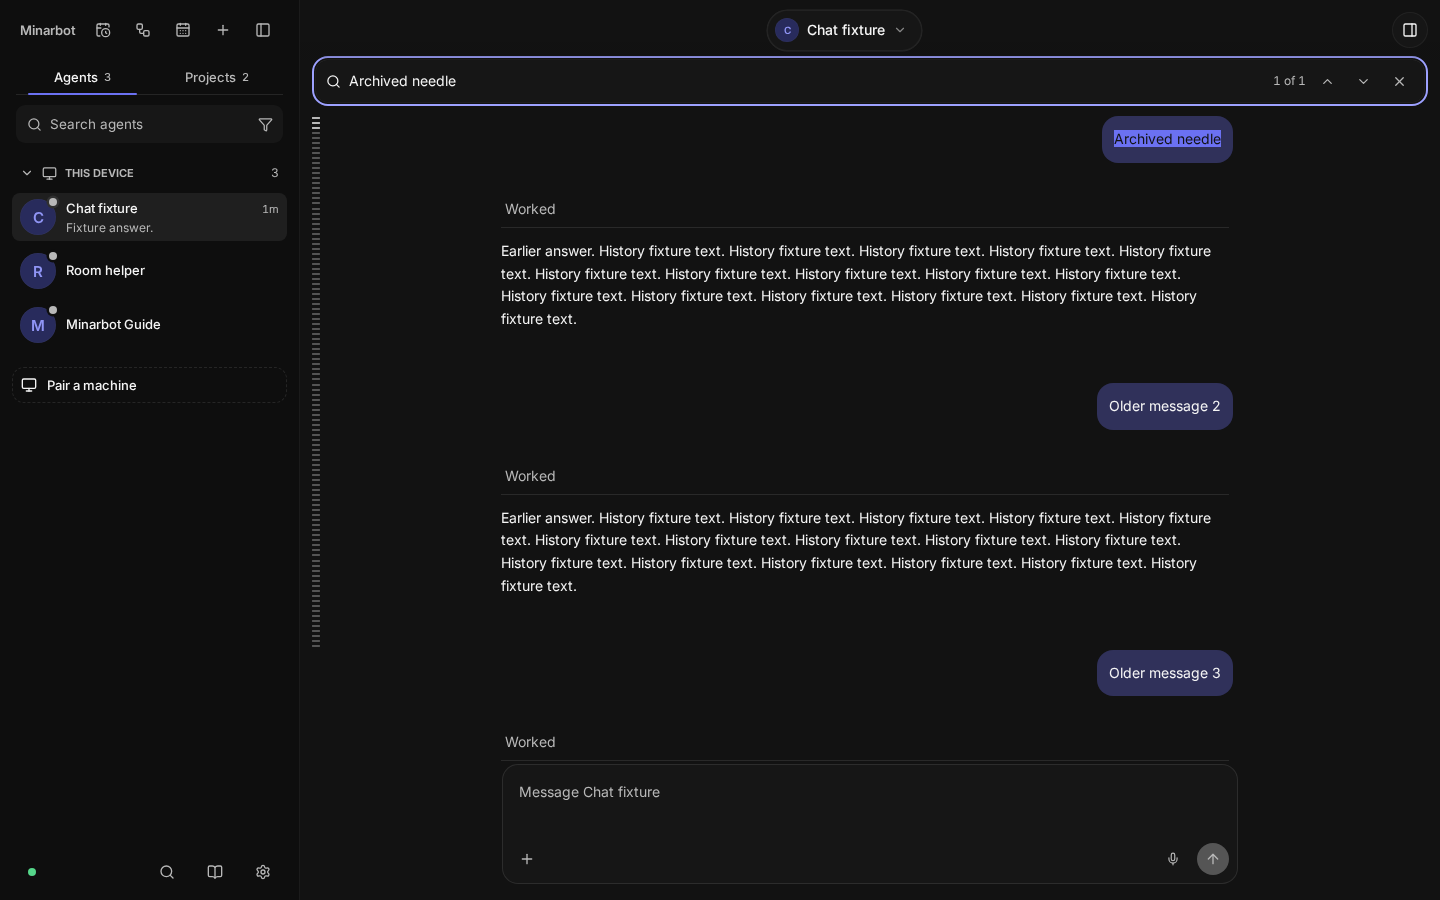 Minarbot
Agents 3
Projects 2
Search agents
THIS DEVICE 3
C
Chat fixture 1m
Fixture answer.
R
Room helper
M
Minarbot Guide
Pair a machine
C Chat fixture
Archived needle 1 of 1
Archived needle
Worked
Earlier answer. History fixture text. History fixture text. History fixture text. History fixture text. History fixture
text. History fixture text. History fixture text. History fixture text. History fixture text. History fixture text.
History fixture text. History fixture text. History fixture text. History fixture text. History fixture text. History
fixture text.
Older message 2
Worked
Earlier answer. History fixture text. History fixture text. History fixture text. History fixture text. History fixture
text. History fixture text. History fixture text. History fixture text. History fixture text. History fixture text.
History fixture text. History fixture text. History fixture text. History fixture text. History fixture text. History
fixture text.
Older message 3
Worked
Message Chat fixture